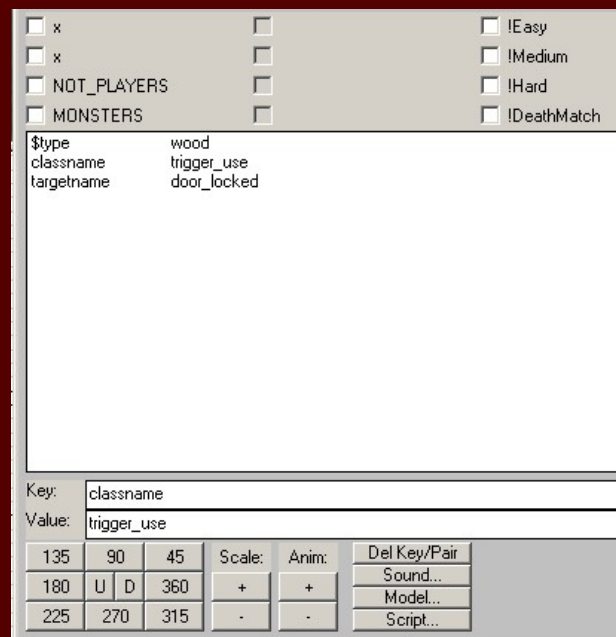 x !Easy
x !Medium
NOT_PLAYERS !Hard
MONSTERS !DeathMatch
$type wood
classname trigger_use
targetname door_locked
Key: classname
Value: trigger_use
135 90 45 Scale: Anim: Del Key/Pair
Sound...
180 U D 360 + + Model...
225 270 315 - - Script...